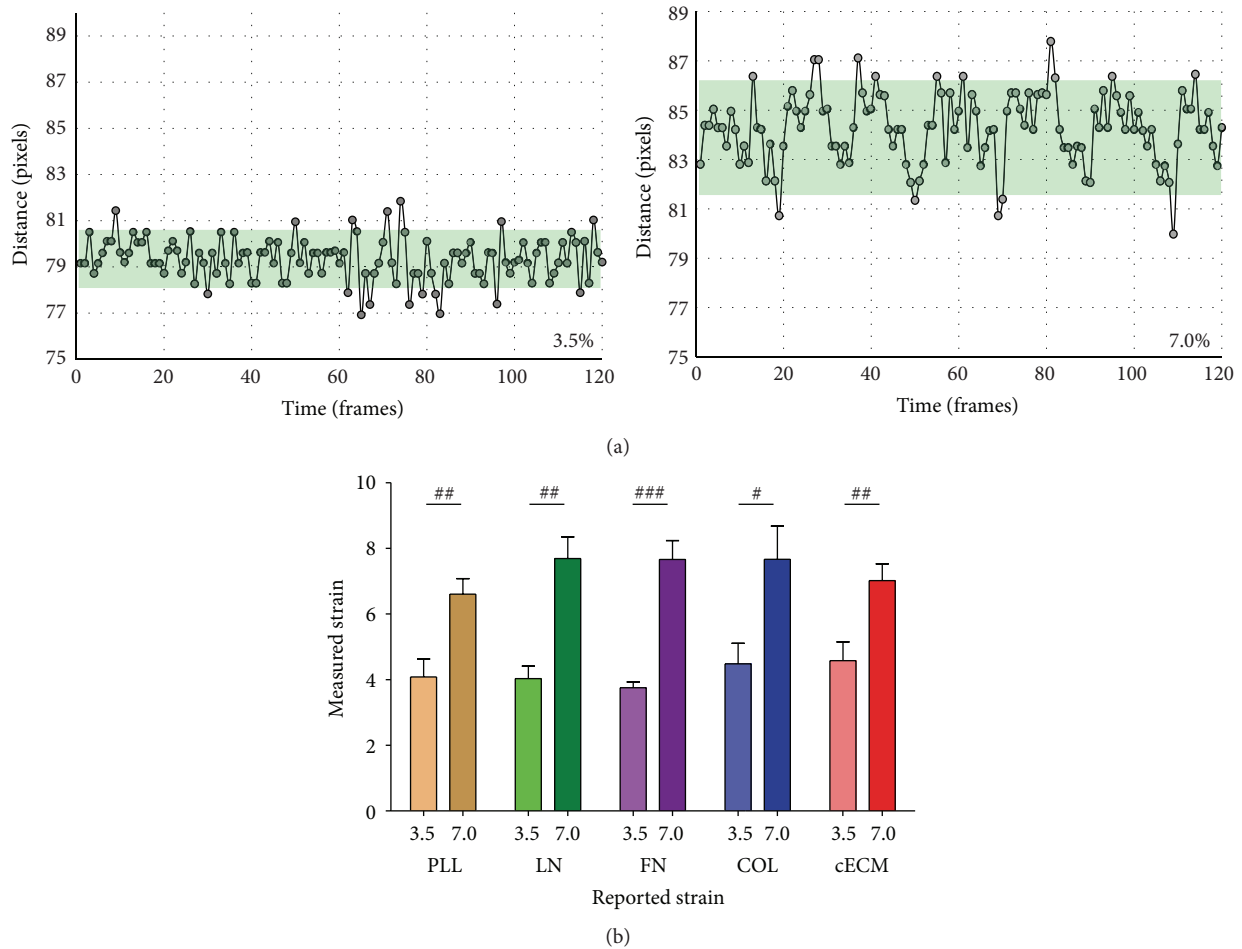 89
87
85
83
81
79
77
75
Distance (pixels)
0 20 40 60 80 100 120
Time (frames)
3.5%
89
87
85
83
81
79
77
75
Distance (pixels)
0 20 40 60 80 100 120
Time (frames)
7.0%
(a)
10
8
6
4
2
0
Measured strain
## ## ### # ##
3.5 7.0 3.5 7.0 3.5 7.0 3.5 7.0 3.5 7.0
PLL LN FN COL cECM
Reported strain
(b)